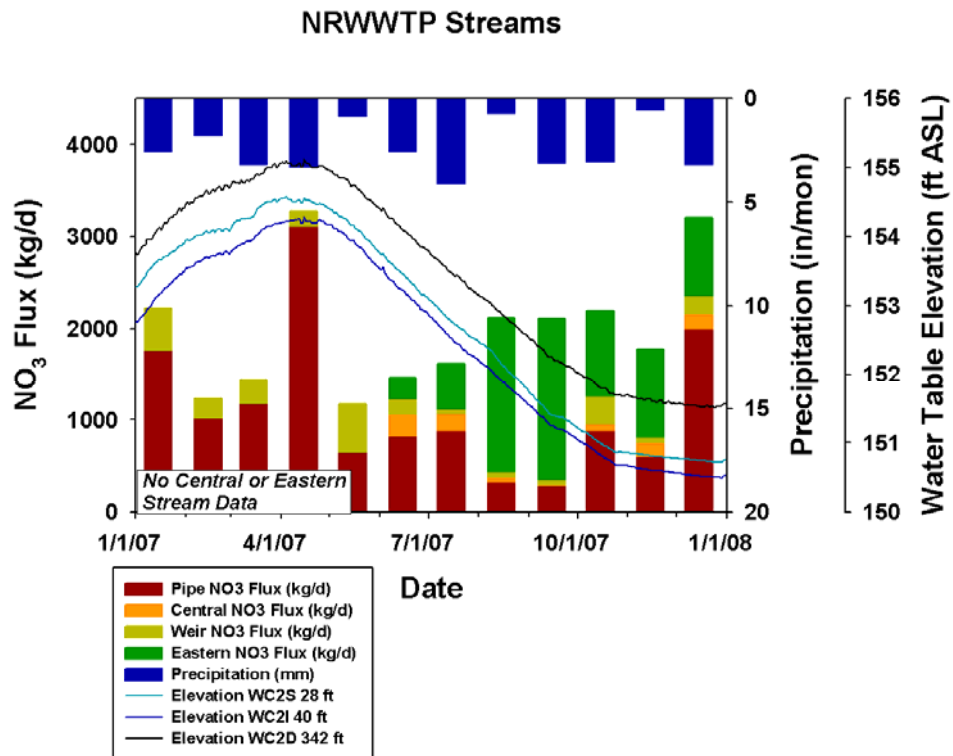 NRWWTP Streams
NO3 Flux (kg/d)
4000
3000
2000
1000
0
0
5
10
15
20
Precipitation (in/mon)
156
155
154
153
152
151
150
Water Table Elevation (ft ASL)
No Central or Eastern
Stream Data
1/1/07
4/1/07
7/1/07
10/1/07
1/1/08
Date
Pipe NO3 Flux (kg/d)
Central NO3 Flux (kg/d)
Weir NO3 Flux (kg/d)
Eastern NO3 Flux (kg/d)
Precipitation (mm)
Elevation WC2S 28 ft
Elevation WC2I 40 ft
Elevation WC2D 342 ft